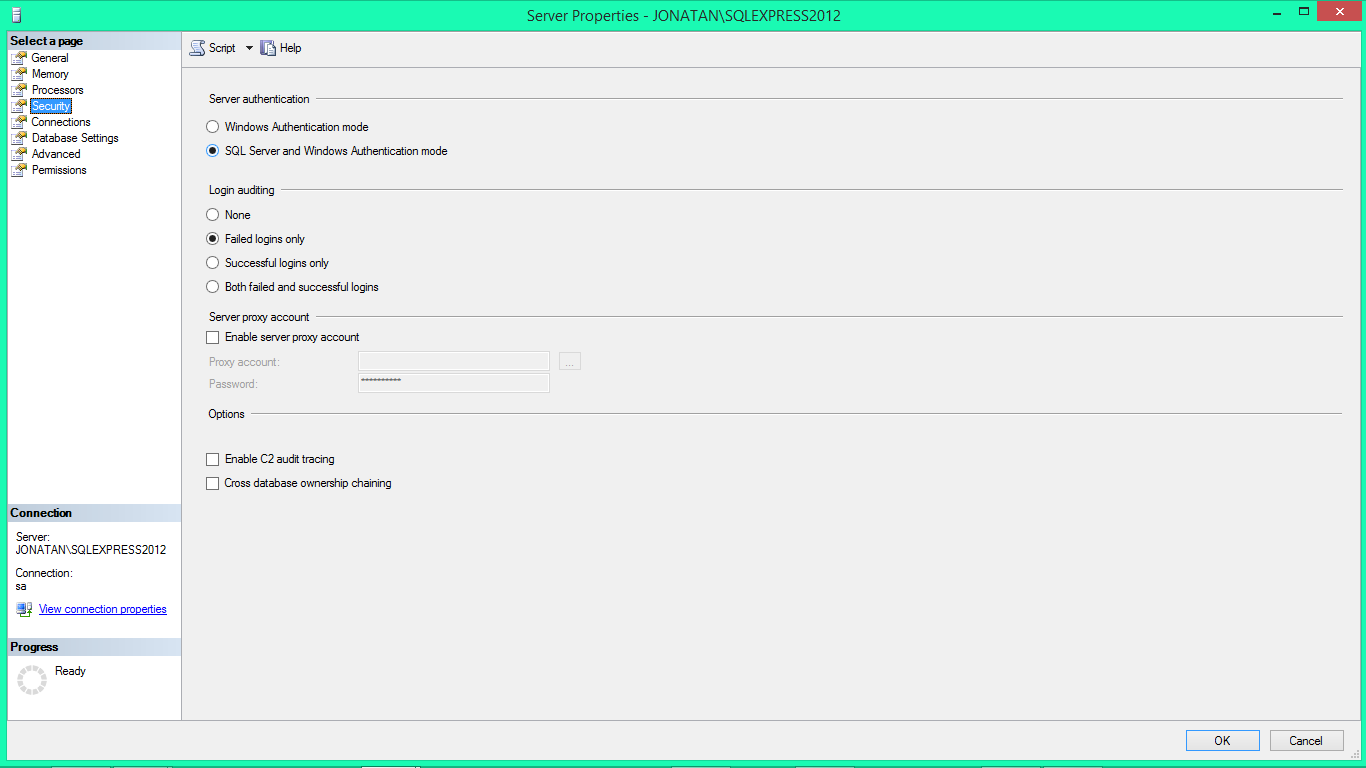 Server Properties - JONATAN\SQLEXPRESS2012
Select a page
General
Memory
Processors
Security
Connections
Database Settings
Advanced
Permissions
Script
Help
Server authentication
Windows Authentication mode
SQL Server and Windows Authentication mode
Login auditing
None
Failed logins only
Successful logins only
Both failed and successful logins
Server proxy account
Enable server proxy account
Proxy account:
...
Password:
**********
Options
Enable C2 audit tracing
Cross database ownership chaining
Connection
Server:
JONATAN\SQLEXPRESS2012
Connection:
sa
View connection properties
Progress
Ready
OK
Cancel